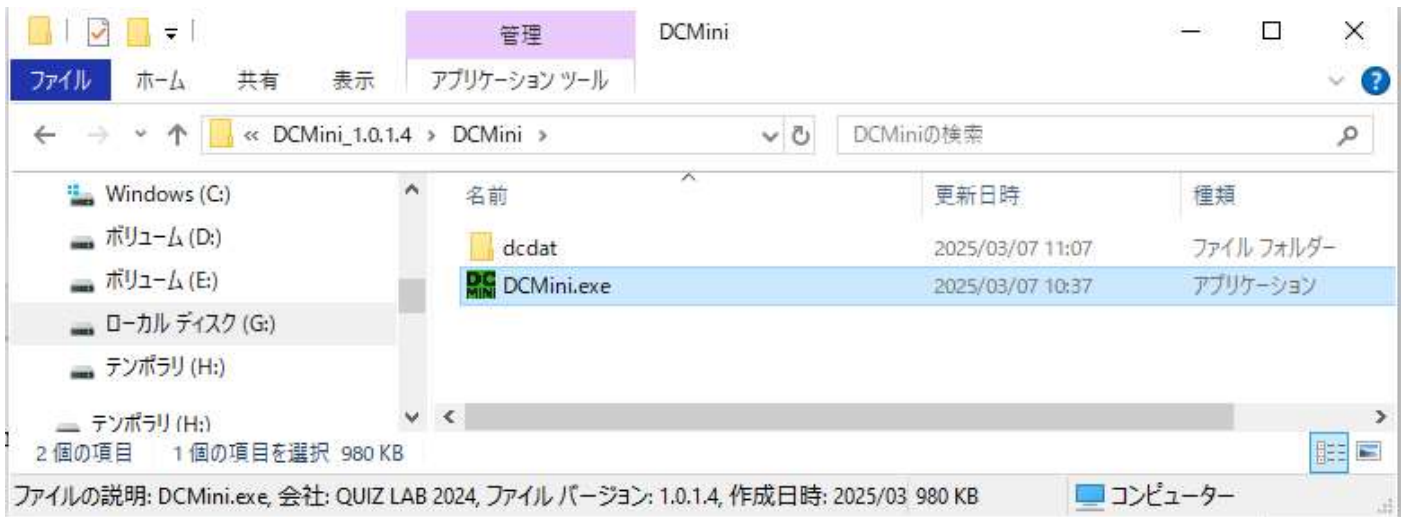 管理 DCMini
ファイル ホーム 共有 表示 アプリケーション ツール
« DCMini_1.0.1.4 › DCMini › DCMiniの検索
Windows (C:)
ボリューム (D:)
ボリューム (E:)
ローカル ディスク (G:)
テンポラリ (H:)
テンポラリ (H:)
名前 更新日時 種類
dcdat 2025/03/07 11:07 ファイル フォルダー
DC MINI DCMini.exe 2025/03/07 10:37 アプリケーション
2 個の項目 1 個の項目を選択 980 KB
ファイルの説明: DCMini.exe, 会社: QUIZ LAB 2024, ファイル バージョン: 1.0.1.4, 作成日時: 2025/03 980 KB コンピューター